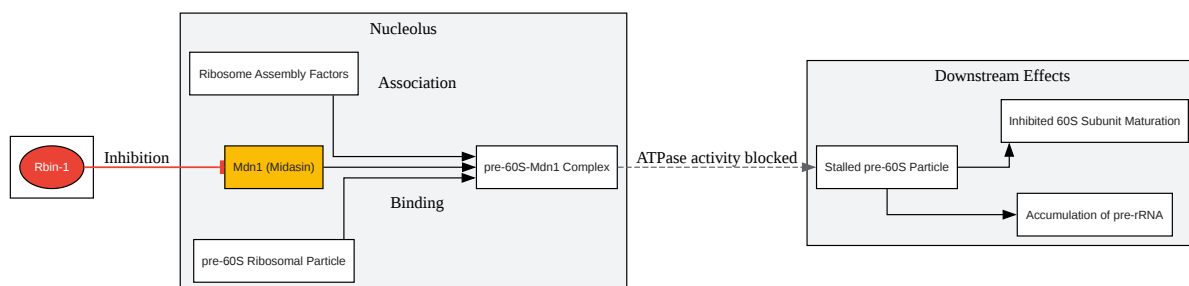 Nucleolus
Ribosome Assembly Factors
Association
Downstream Effects
Inhibited 60S Subunit Maturation
Rbin-1
Inhibition
Mdn1 (Midasin)
pre-60S-Mdn1 Complex
ATPase activity blocked
Stalled pre-60S Particle
Binding
Accumulation of pre-rRNA
pre-60S Ribosomal Particle